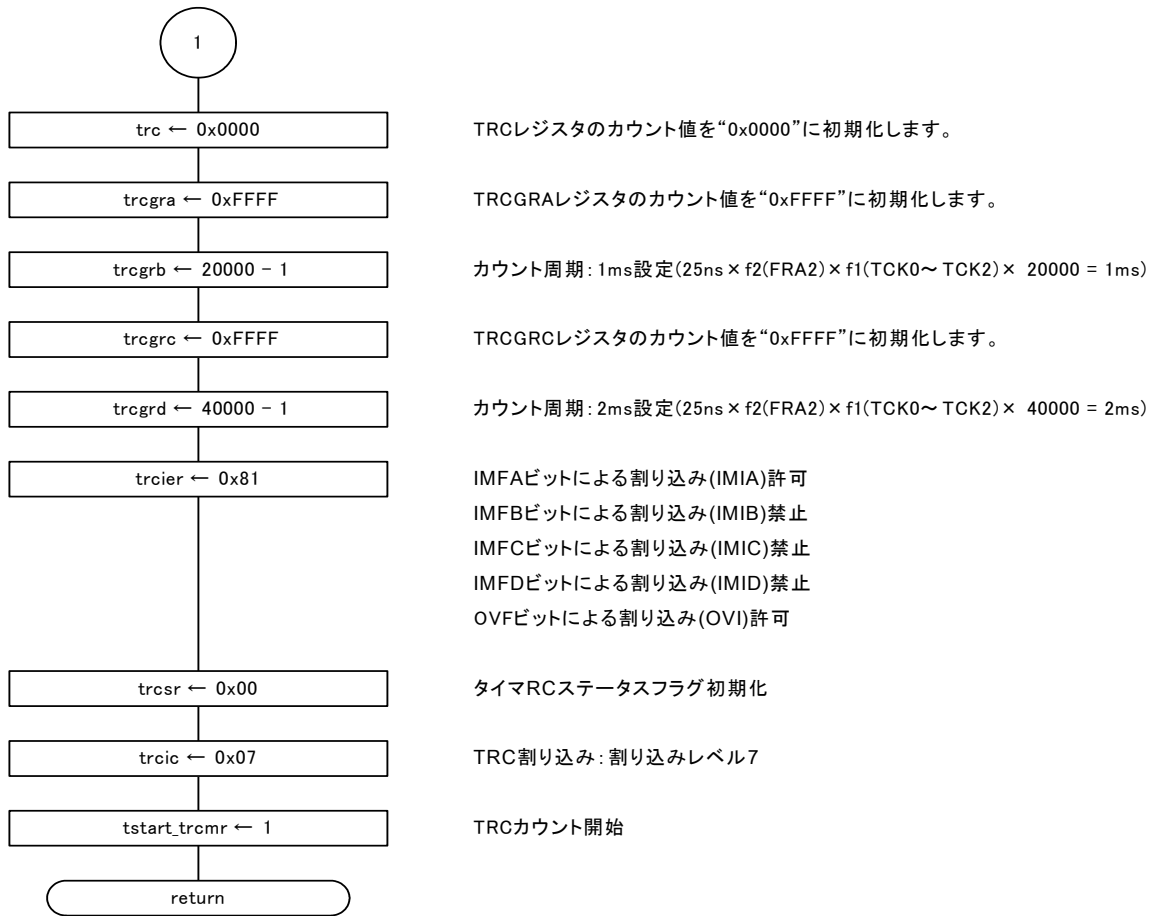 1
trc ← 0x0000
TRCレジスタのカウント値を“0x0000”に初期化します。
trcgra ← 0xFFFF
TRCGRAレジスタのカウント値を“0xFFFF”に初期化します。
trcgrb ← 20000 - 1
カウント周期：1ms設定(25ns×f2(FRA2)×f1(TCK0～TCK2)× 20000 = 1ms)
trcgrc ← 0xFFFF
TRCGRCレジスタのカウント値を“0xFFFF”に初期化します。
trcgrd ← 40000 - 1
カウント周期：2ms設定(25ns×f2(FRA2)×f1(TCK0～TCK2)× 40000 = 2ms)
trcier ← 0x81
IMFAビットによる割り込み(IMIA)許可
IMFBビットによる割り込み(IMIB)禁止
IMFCビットによる割り込み(IMIC)禁止
IMFDビットによる割り込み(IMID)禁止
OVFビットによる割り込み(OVI)許可
trcsr ← 0x00
タイマRCステータスフラグ初期化
trcic ← 0x07
TRC割り込み：割り込みレベル7
tstart_trcmr ← 1
TRCカウント開始
return